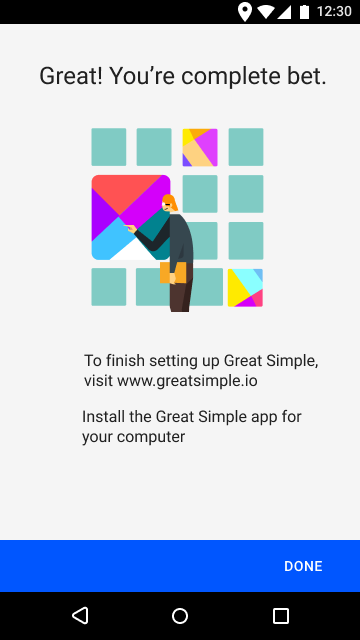 12:30
Great! You’re complete bet.
To finish setting up Great Simple,
visit www.greatsimple.io
Install the Great Simple app for
your computer
DONE